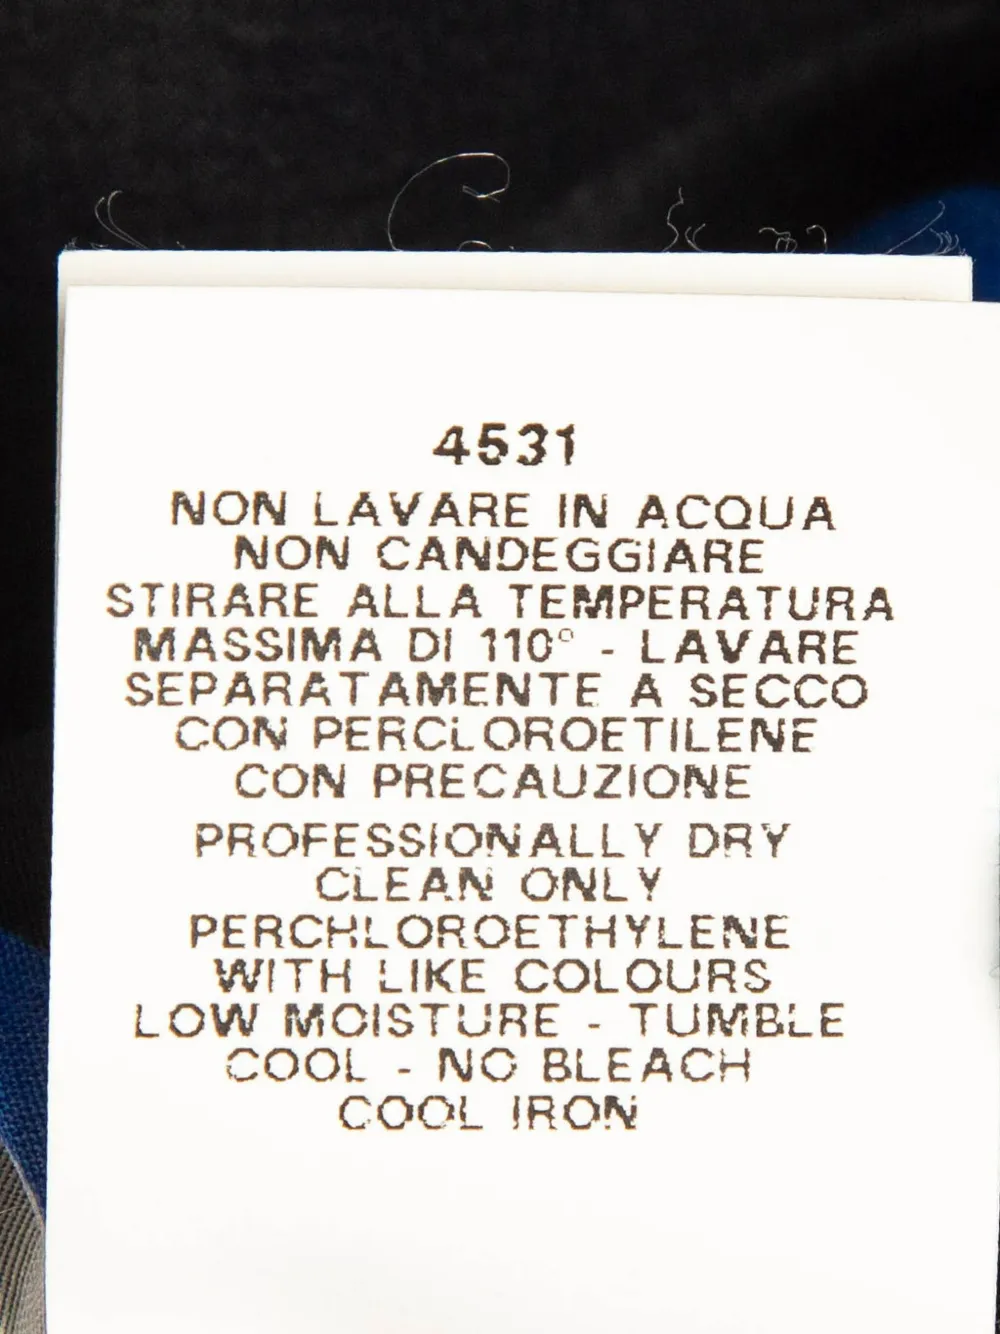 4531
NON LAVARE IN ACQUA
NON CANDEGGIARE
STIRARE ALLA TEMPERATURA
MASSIMA DI 110° - LAVARE
SEPARATAMENTE A SECCO
CON PERCLOROETILENE
CON PRECAUZIONE
PROFESSIONALLY DRY
CLEAN ONLY
PERCHLOROETHYLENE
WITH LIKE COLOURS
LOW MOISTURE - TUMBLE
COOL - NO BLEACH
COOL IRON